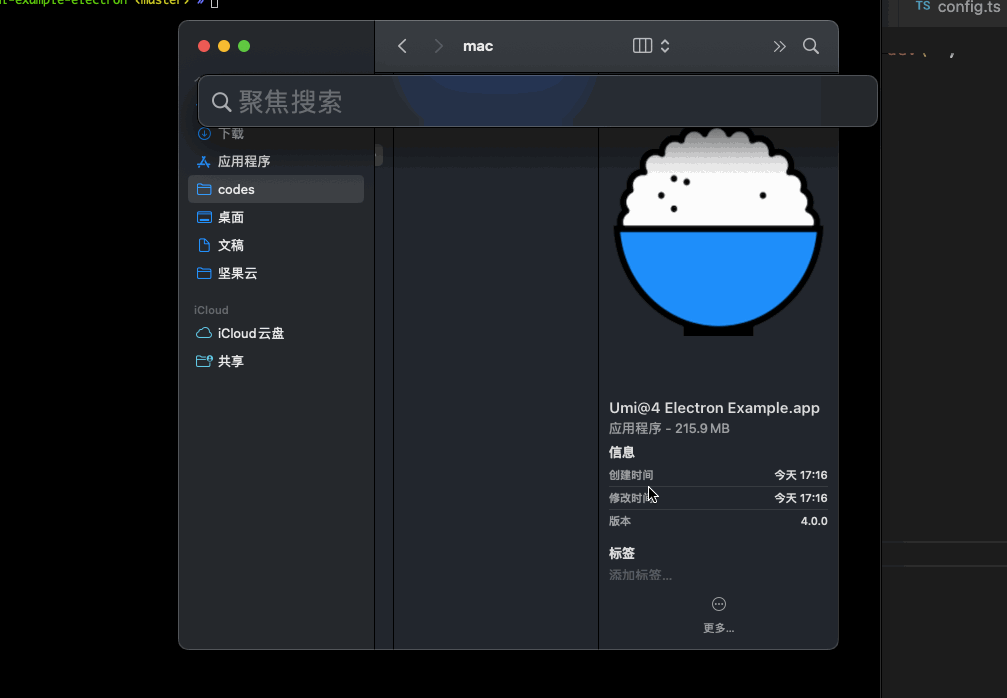 -example-electron <master> »
TS config.ts
mac
聚焦搜索
下载
应用程序
codes
桌面
文稿
坚果云
iCloud
iCloud云盘
共享
Umi@4 Electron Example.app
应用程序 - 215.9 MB
信息
创建时间 今天 17:16
修改时间 今天 17:16
版本 4.0.0
标签
添加标签...
更多...